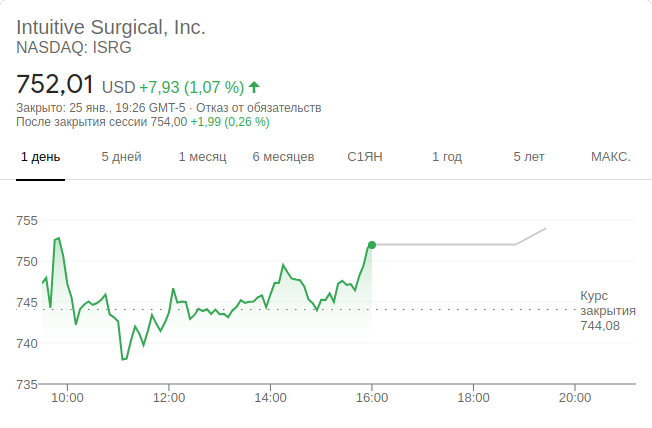 Intuitive Surgical, Inc.
NASDAQ: ISRG
752,01 USD +7,93 (1,07 %)
Закрыто: 25 янв., 19:26 GMT-5 · Отказ от обязательств
После закрытия сессии 754,00 +1,99 (0,26 %)
1 день 5 дней 1 месяц 6 месяцев С1ЯН 1 год 5 лет МАКС.
755
750
745
740
735
Курс
закрытия
744,08
10:00 12:00 14:00 16:00 18:00 20:00